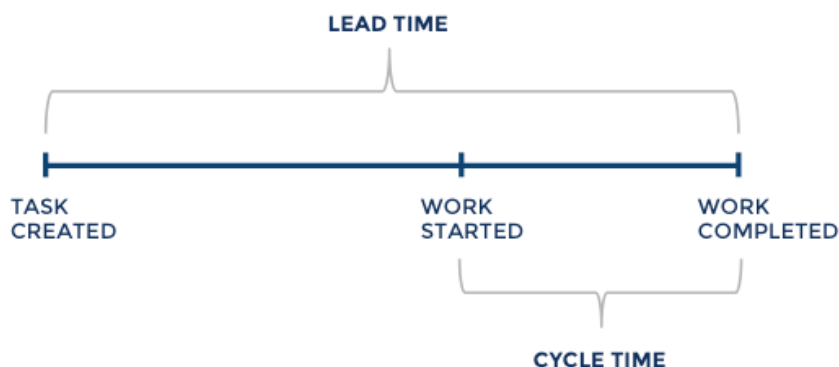 LEAD TIME
TASK
CREATED
WORK
STARTED
WORK
COMPLETED
CYCLE TIME